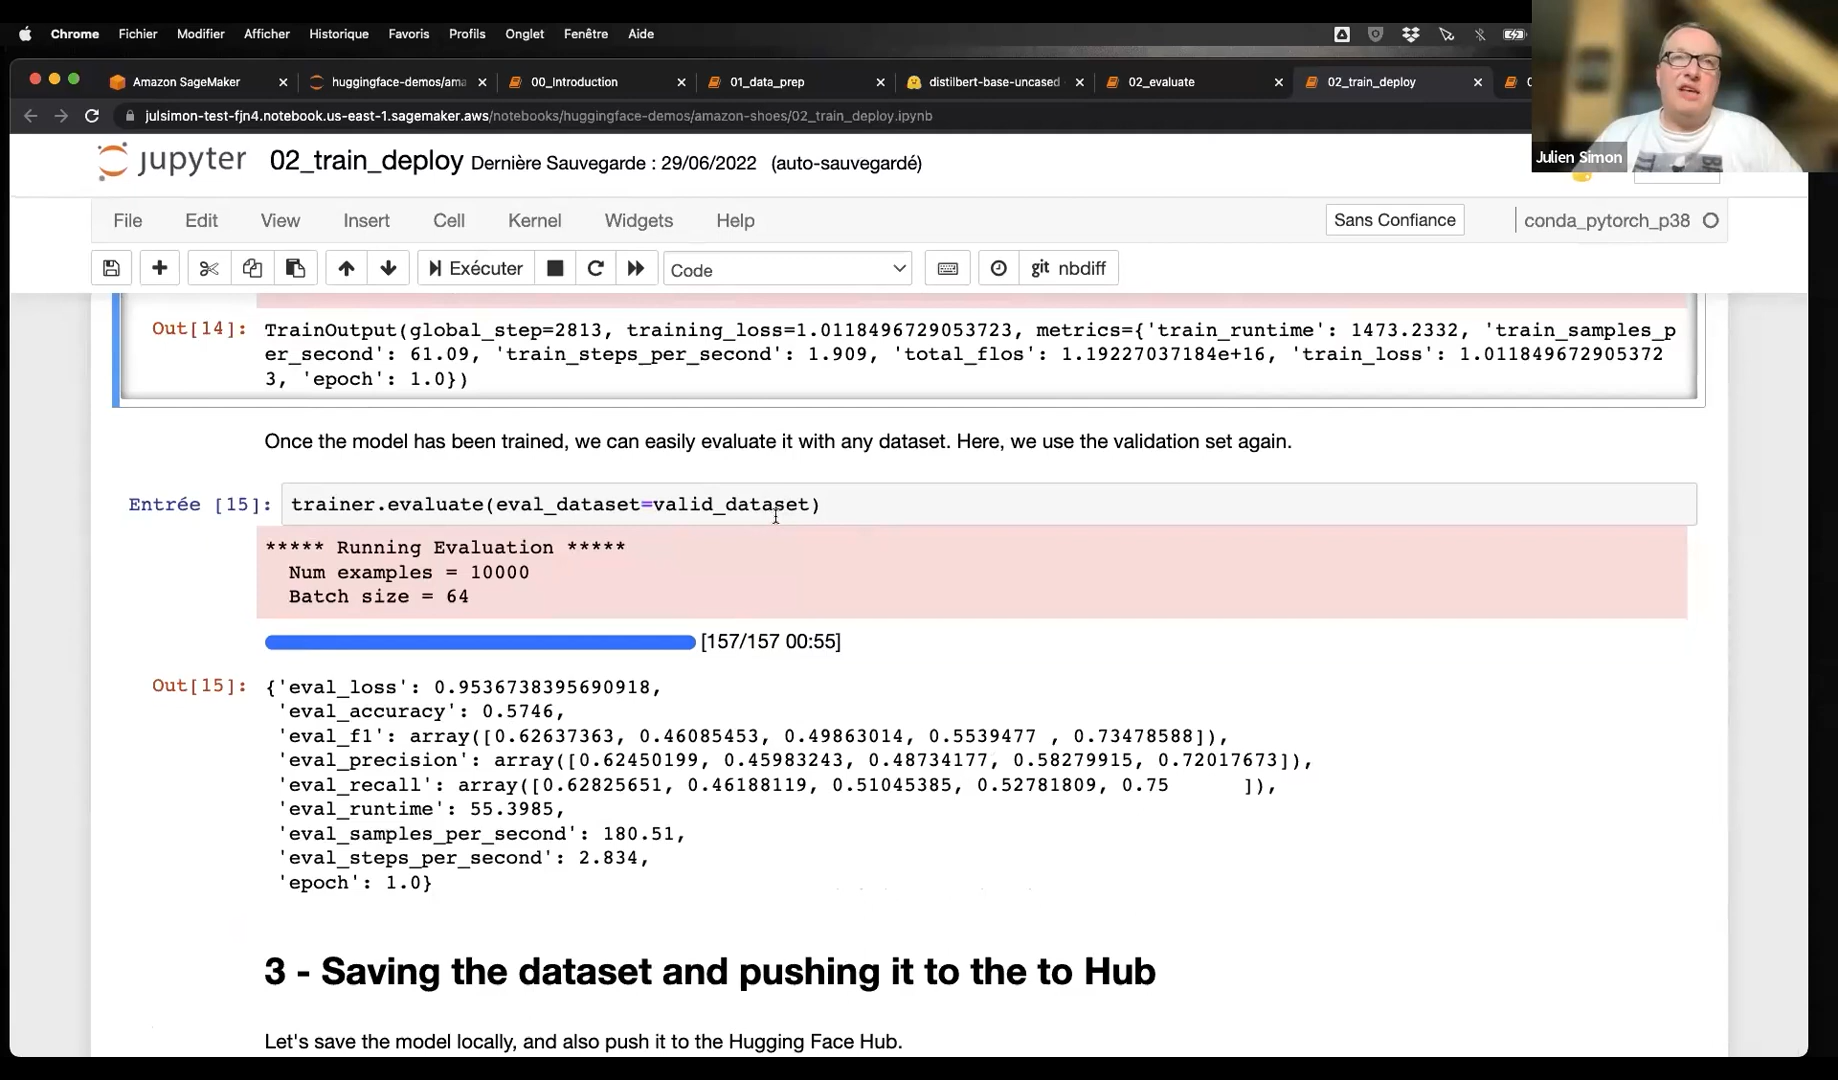 Chrome Fichier Modifier Afficher Historique Favoris Profils Onglet Fenêtre Aide
Amazon SageMaker huggingface-demos/ama 00_Introduction 01_data_prep distilbert-base-uncased 02_evaluate 02_train_deploy
julsimon-test-fjn4.notebook.us-east-1.sagemaker.aws/notebooks/huggingface-demos/amazon-shoes/02_train_deploy.ipynb
Julien Simon
jupyter 02_train_deploy Dernière Sauvegarde : 29/06/2022 (auto-sauvegardé)
File Edit View Insert Cell Kernel Widgets Help Sans Confiance conda_pytorch_p38
Exécuter Code git nbdiff
Out[14]: TrainOutput(global_step=2813, training_loss=1.0118496729053723, metrics={'train_runtime': 1473.2332, 'train_samples_p
er_second': 61.09, 'train_steps_per_second': 1.909, 'total_flos': 1.19227037184e+16, 'train_loss': 1.011849672905372
3, 'epoch': 1.0})
Once the model has been trained, we can easily evaluate it with any dataset. Here, we use the validation set again.
Entrée [15]: trainer.evaluate(eval_dataset=valid_dataset)
***** Running Evaluation *****
Num examples = 10000
Batch size = 64
[157/157 00:55]
Out[15]: {'eval_loss': 0.9536738395690918,
'eval_accuracy': 0.5746,
'eval_f1': array([0.62637363, 0.46085453, 0.49863014, 0.5539477 , 0.73478588]),
'eval_precision': array([0.62450199, 0.45983243, 0.48734177, 0.58279915, 0.72017673]),
'eval_recall': array([0.62825651, 0.46188119, 0.51045385, 0.52781809, 0.75 ]),
'eval_runtime': 55.3985,
'eval_samples_per_second': 180.51,
'eval_steps_per_second': 2.834,
'epoch': 1.0}
3 - Saving the dataset and pushing it to the to Hub
Let's save the model locally, and also push it to the Hugging Face Hub.